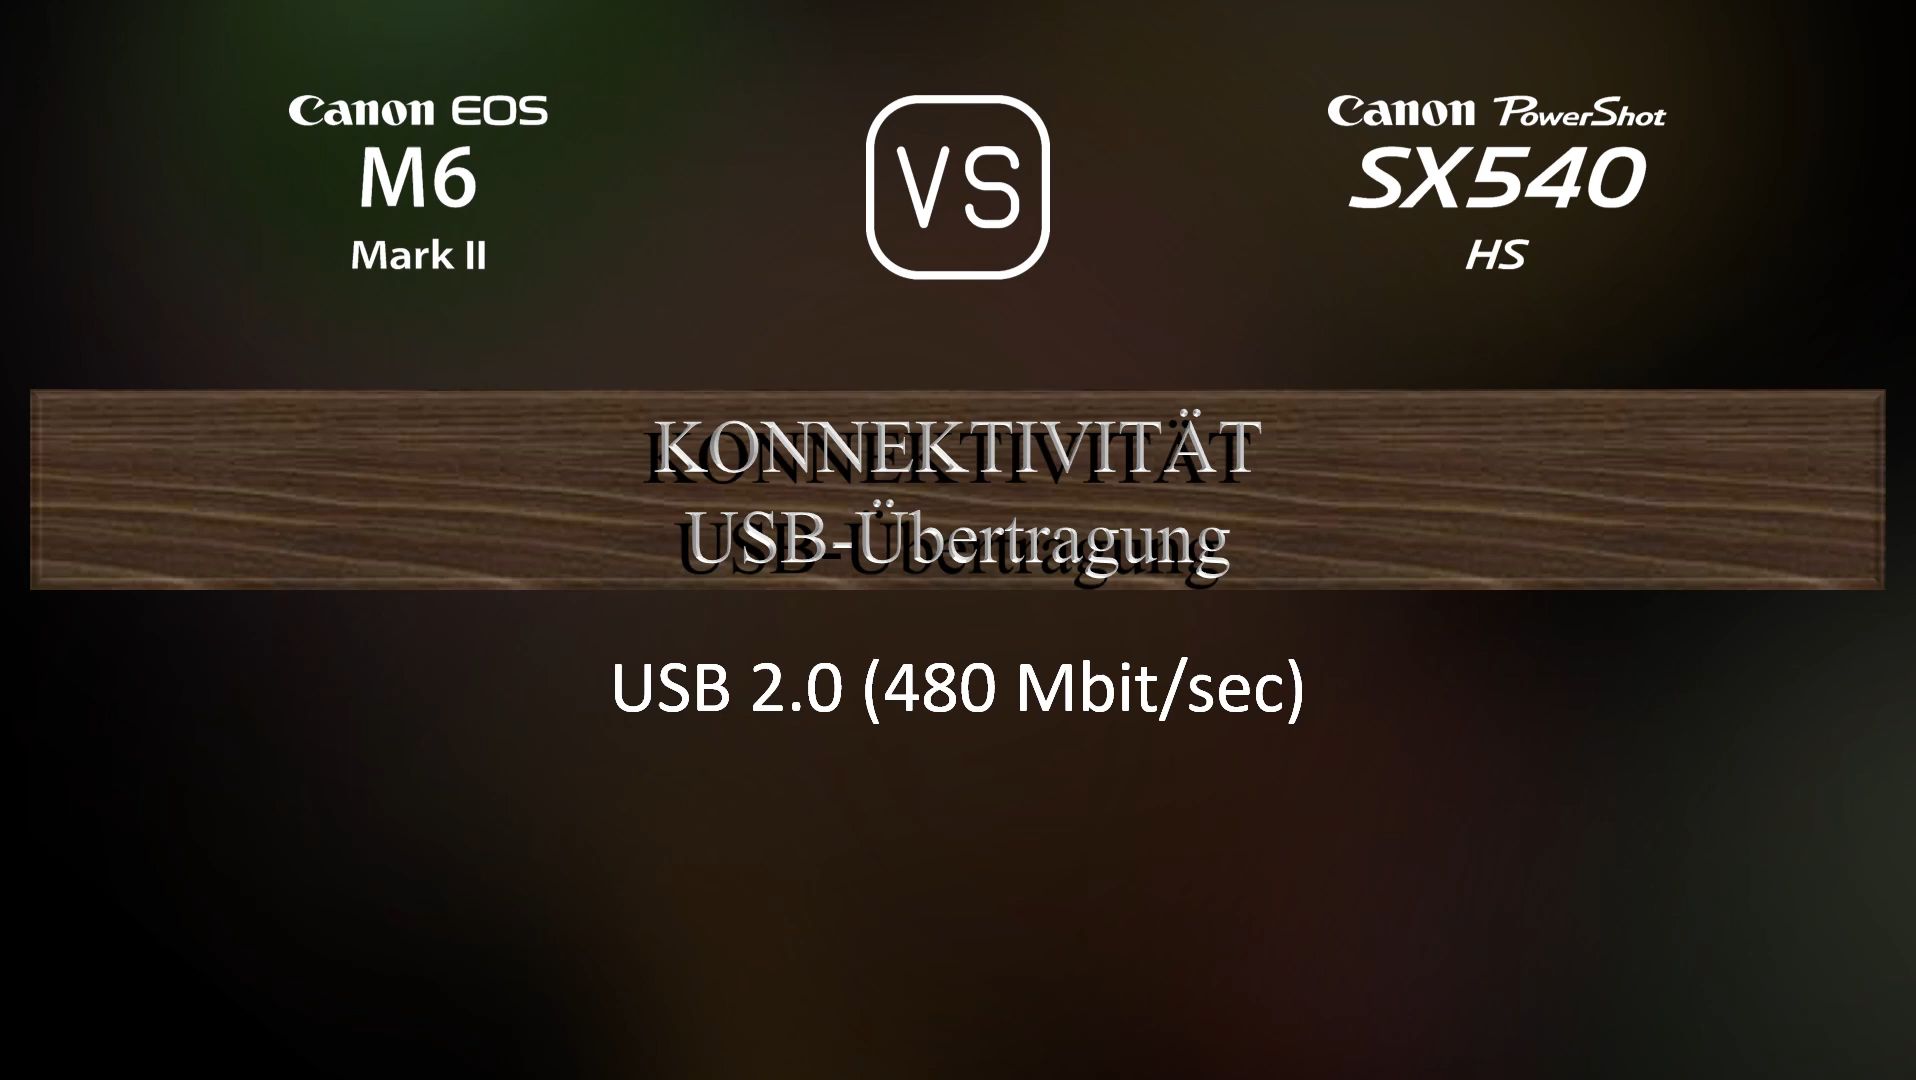 Canon EOS
M6
Mark II
VS
Canon PowerShot
SX540
HS
KONNEKTIVITÄT
USB-Übertragung
USB 2.0 (480 Mbit/sec)